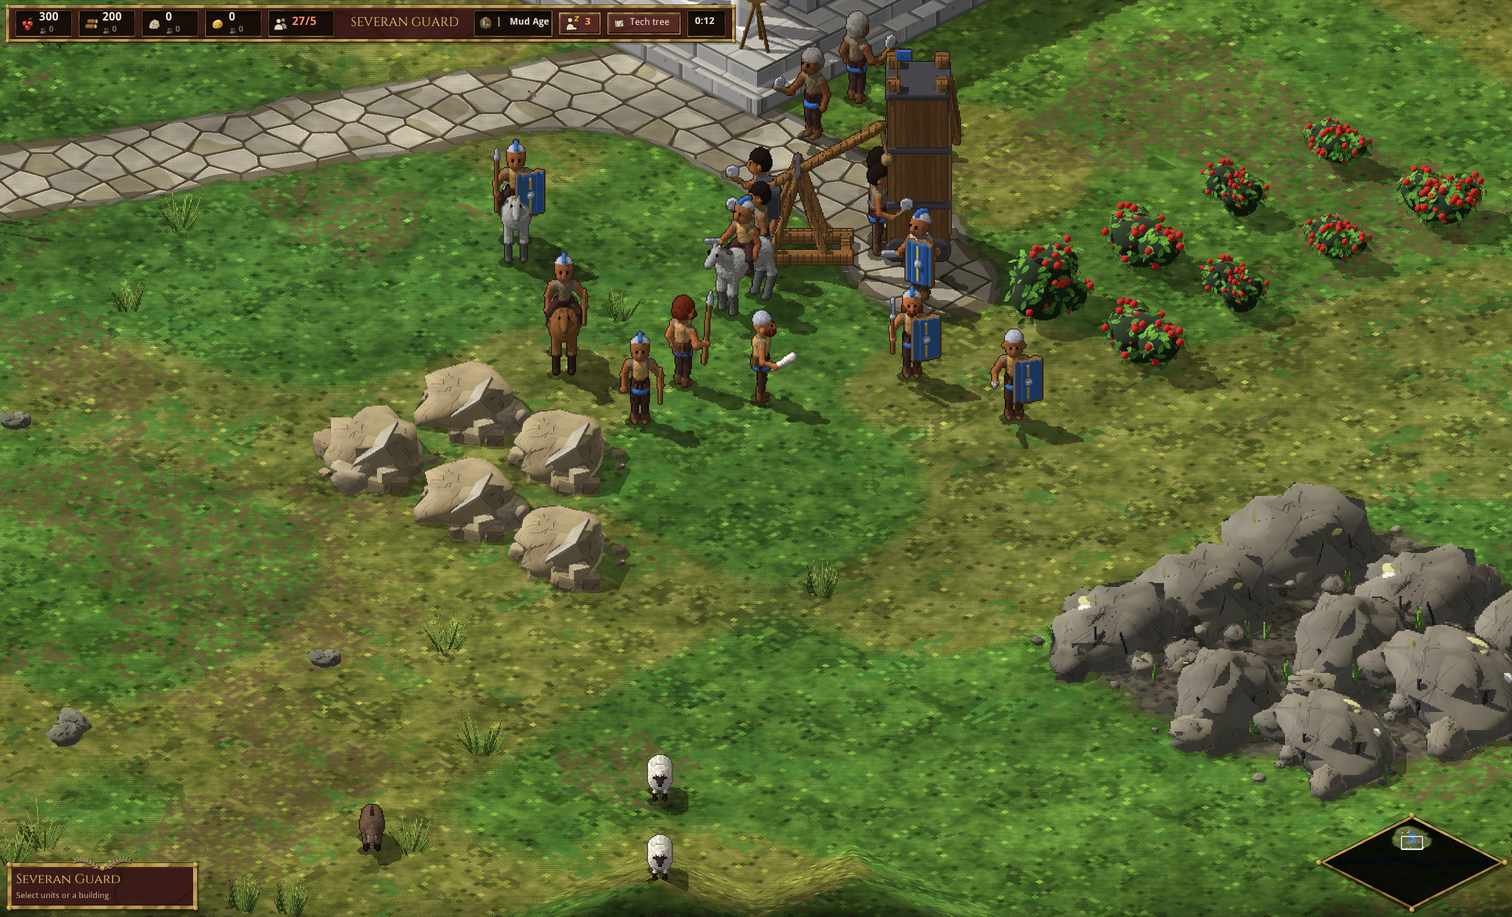 300 200 0 0 27/5 SEVERAN GUARD Mud Age 3 Tech tree 0:12
0 0 0 0
SEVERAN GUARD
Select units or a building.